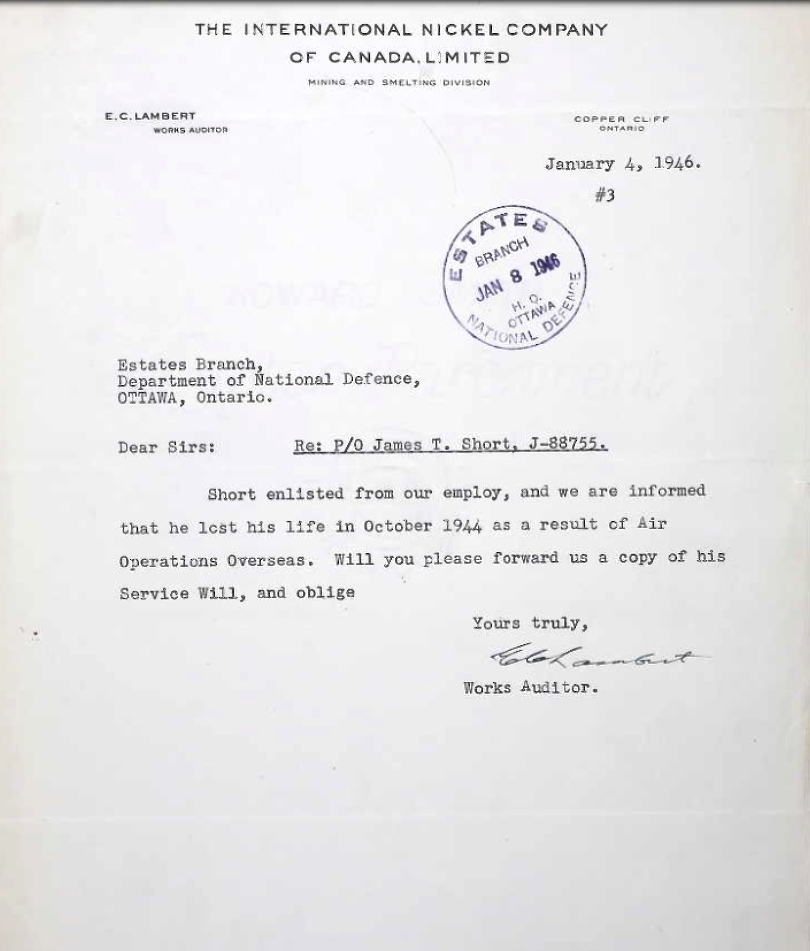 THE INTERNATIONAL NICKEL COMPANY
OF CANADA, LIMITED
MINING AND SMELTING DIVISION
E.C. LAMBERT
WORKS AUDITOR
COPPER CLIFF
ONTARIO
January 4, 1946.
#3
ESTATES
BRANCH
JAN 8 1946
H. Q.
OTTAWA
NATIONAL DEFENCE
Estates Branch,
Department of National Defence,
OTTAWA, Ontario.
Dear Sirs: Re: P/O James T. Short, J-88755.
Short enlisted from our employ, and we are informed
that he lost his life in October 1944 as a result of Air
Operations Overseas. Will you please forward us a copy of his
Service Will, and oblige
Yours truly,
E C Lambert
Works Auditor.